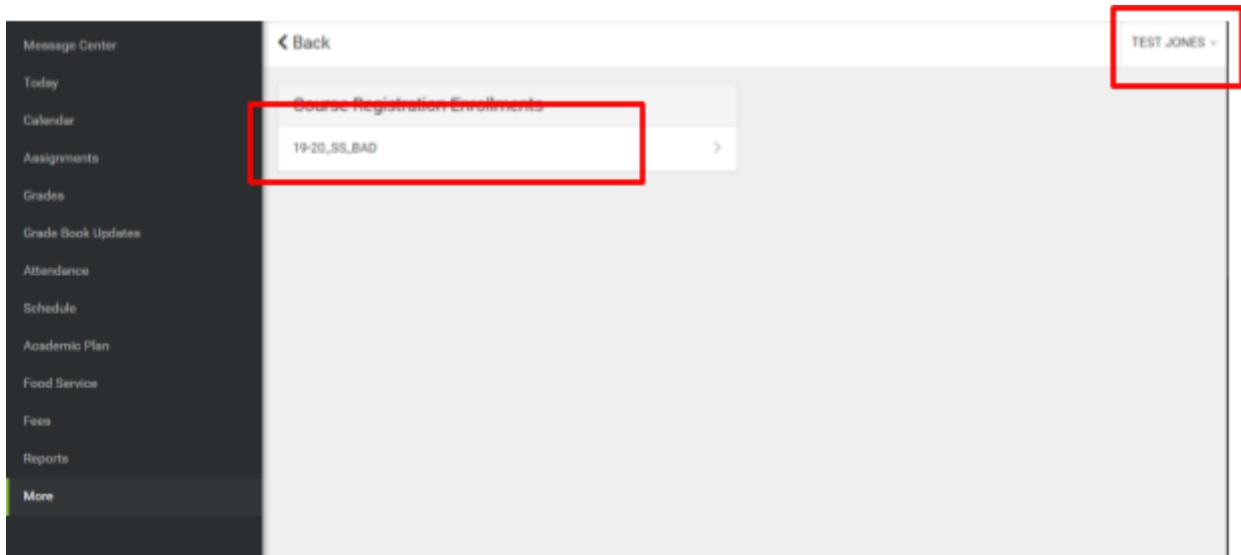 Message Center
Today
Calendar
Assignments
Grades
Grade Book Updates
Attendance
Schedule
Academic Plan
Food Service
Fees
Reports
More
Back
TEST JONES
Course Registration Enrollments
19-20_SS_BAD